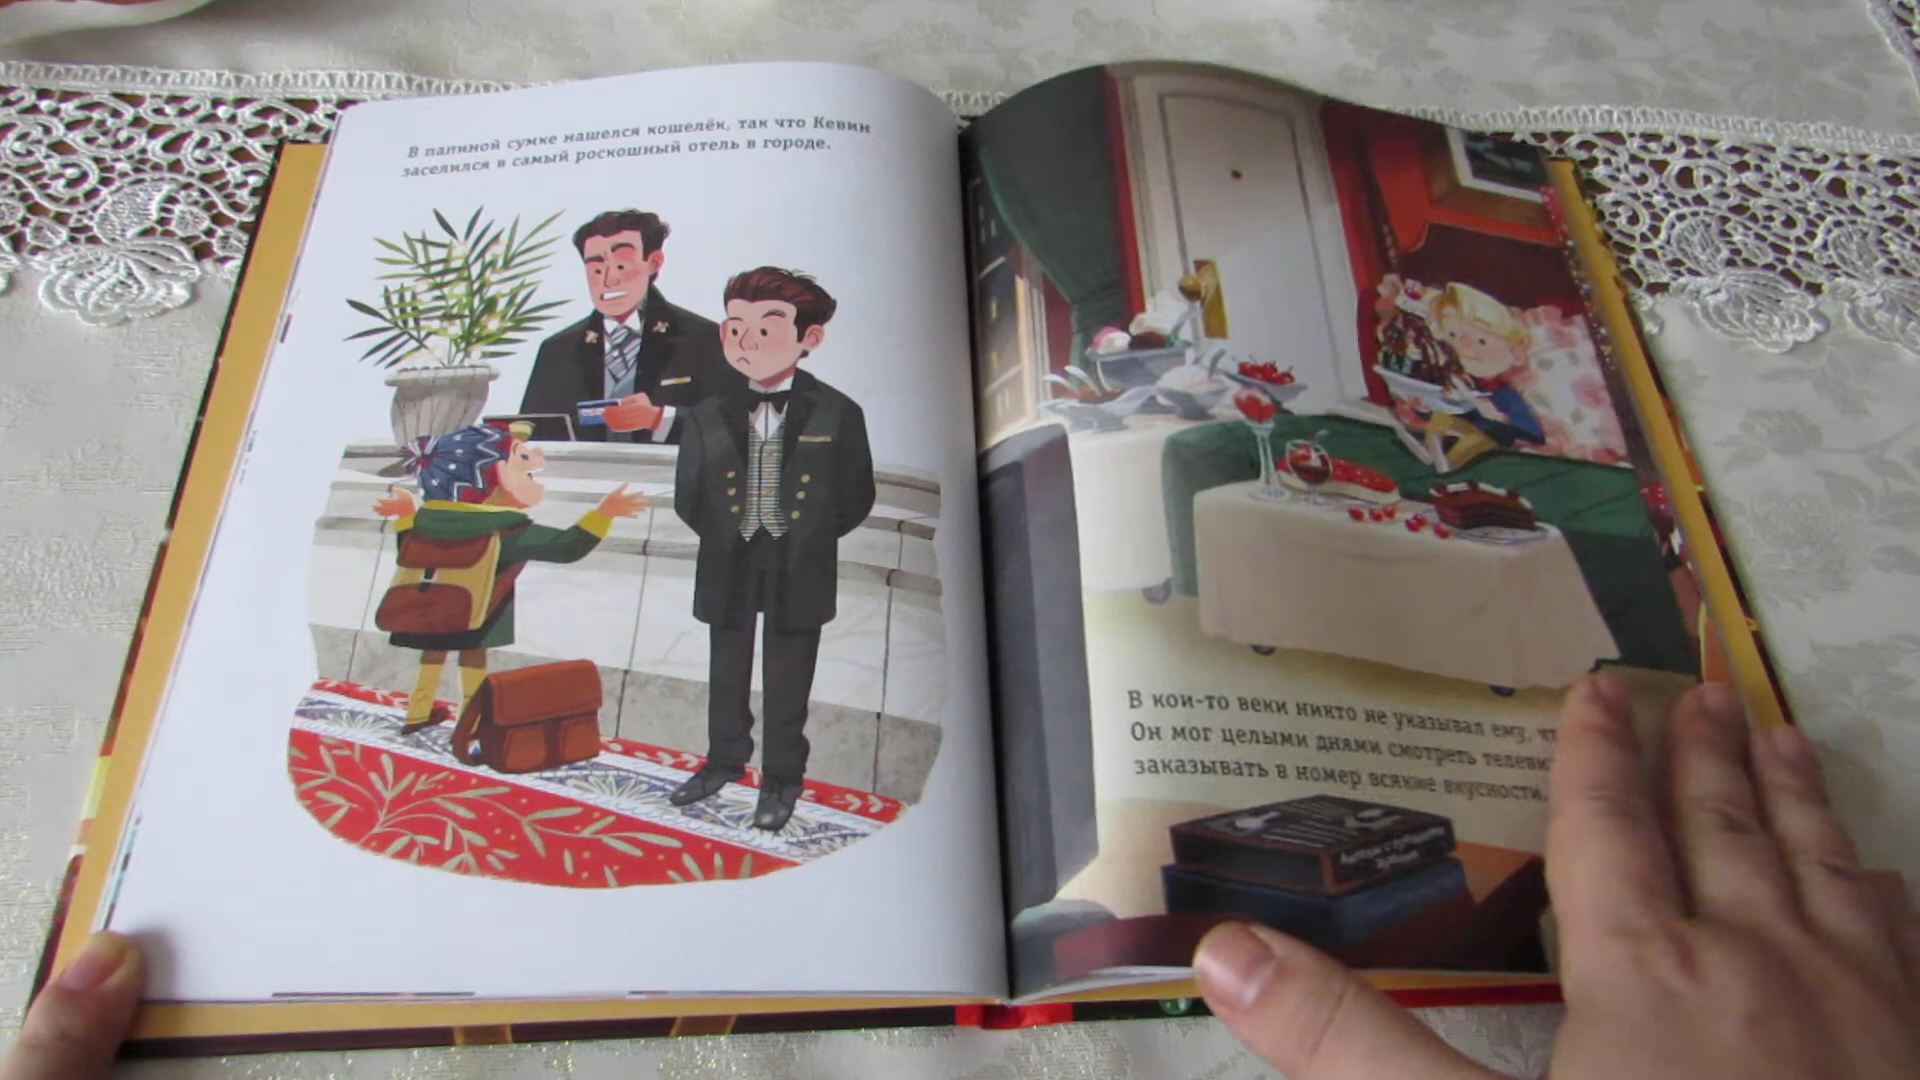 В папиной сумке нашелся кошелёк, так что Кевин
заселился в самый роскошный отель в городе.
В кои-то веки никто не указывал ему,
Он мог целыми днями смотреть
заказывать в номер всякие вкусности.